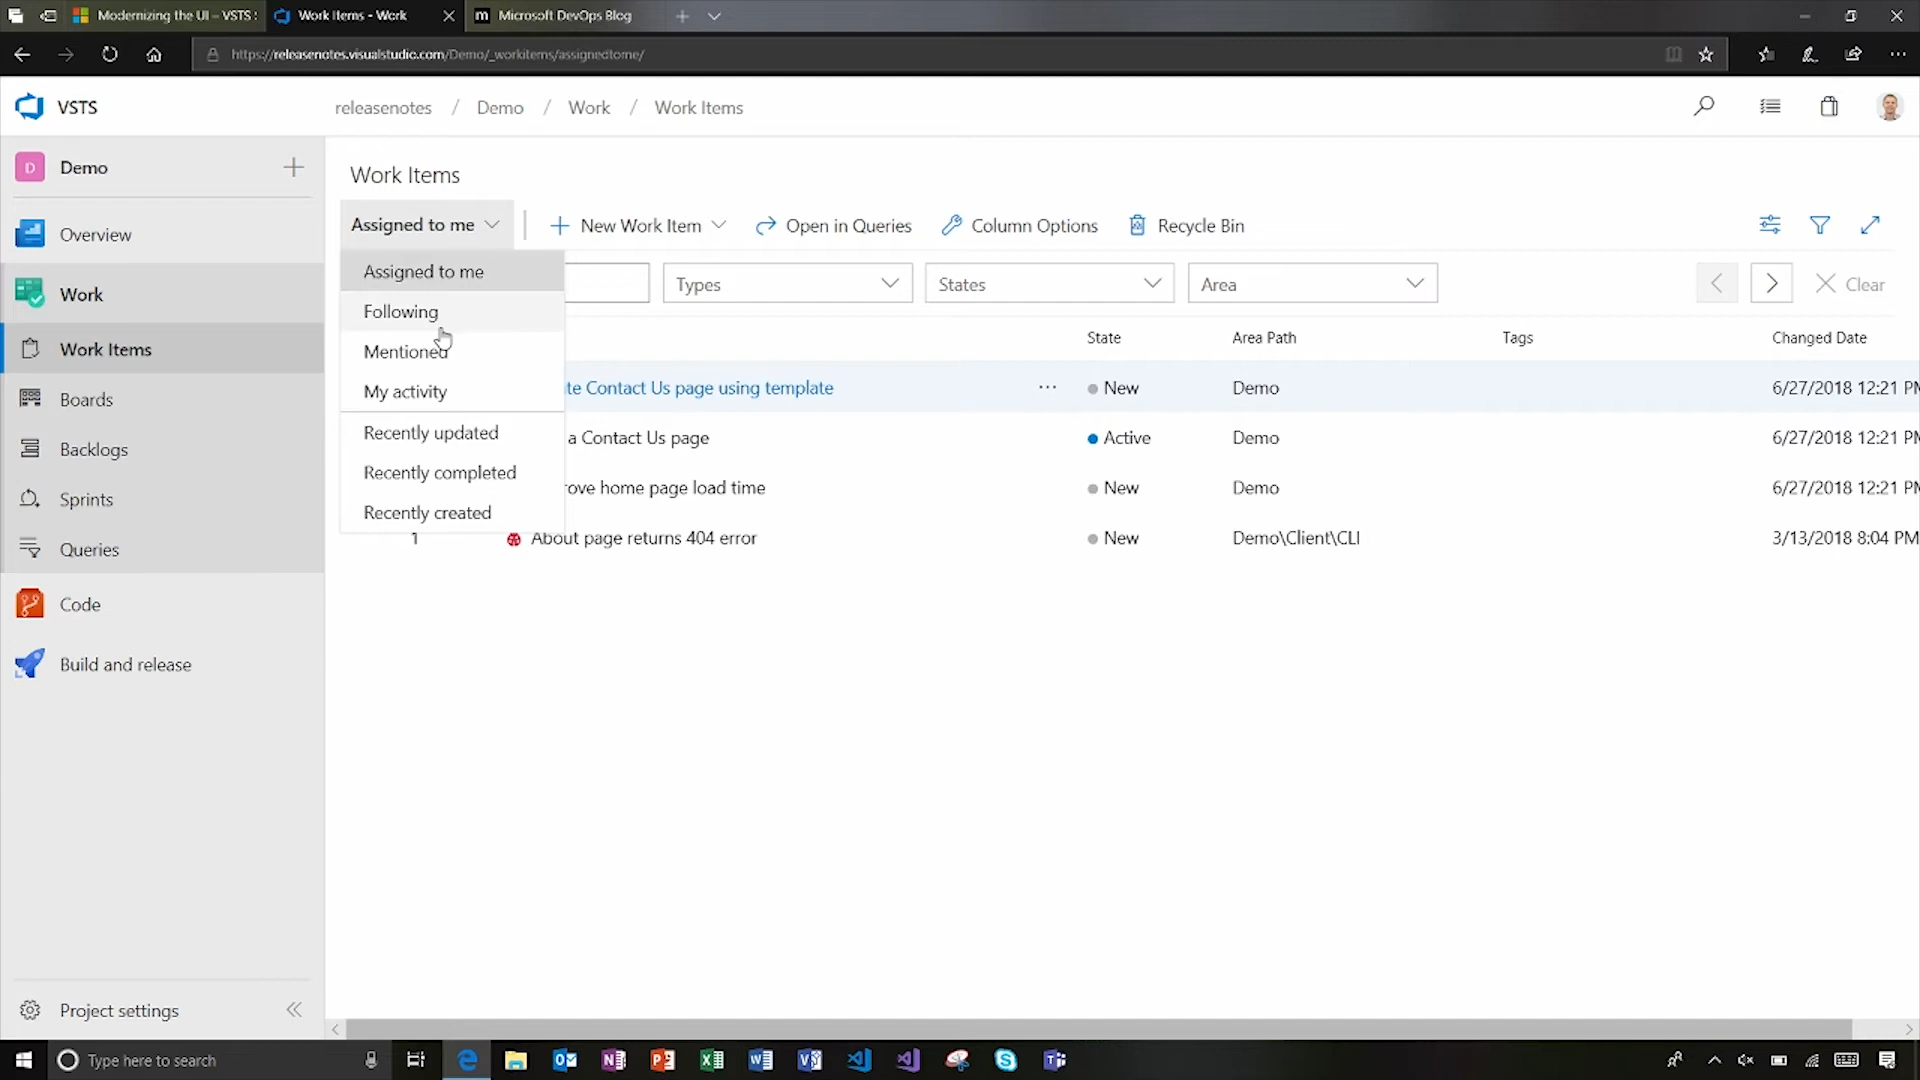 Modernizing the UI – VSTS
Work Items - Work
Microsoft DevOps Blog
https://releasenotes.visualstudio.com/Demo/_workitems/assignedtome/
VSTS
releasenotes / Demo / Work / Work Items
D Demo
Overview
Work
Work Items
Boards
Backlogs
Sprints
Queries
Code
Build and release
Project settings
Work Items
Assigned to me
New Work Item
Open in Queries
Column Options
Recycle Bin
Assigned to me
Following
Mentioned
My activity
Recently updated
Recently completed
Recently created
Types
States
Area
Clear
State
Area Path
Tags
Changed Date
te Contact Us page using template ··· New Demo 6/27/2018 12:21 PM
a Contact Us page Active Demo 6/27/2018 12:21 PM
rove home page load time New Demo 6/27/2018 12:21 PM
1 About page returns 404 error New Demo\Client\CLI 3/13/2018 8:04 PM
Type here to search